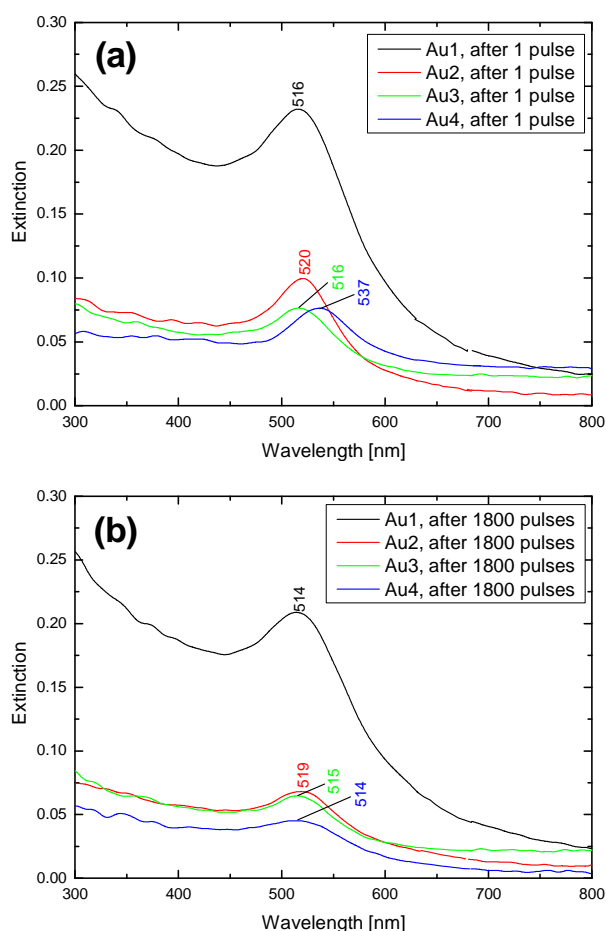 (a)
Au1, after 1 pulse
Au2, after 1 pulse
Au3, after 1 pulse
Au4, after 1 pulse
516
520
516
537
0.30
0.25
0.20
0.15
0.10
0.05
0.00
Extinction
300 400 500 600 700 800
Wavelength [nm]
(b)
Au1, after 1800 pulses
Au2, after 1800 pulses
Au3, after 1800 pulses
Au4, after 1800 pulses
514
519
515
514
0.30
0.25
0.20
0.15
0.10
0.05
0.00
Extinction
300 400 500 600 700 800
Wavelength [nm]